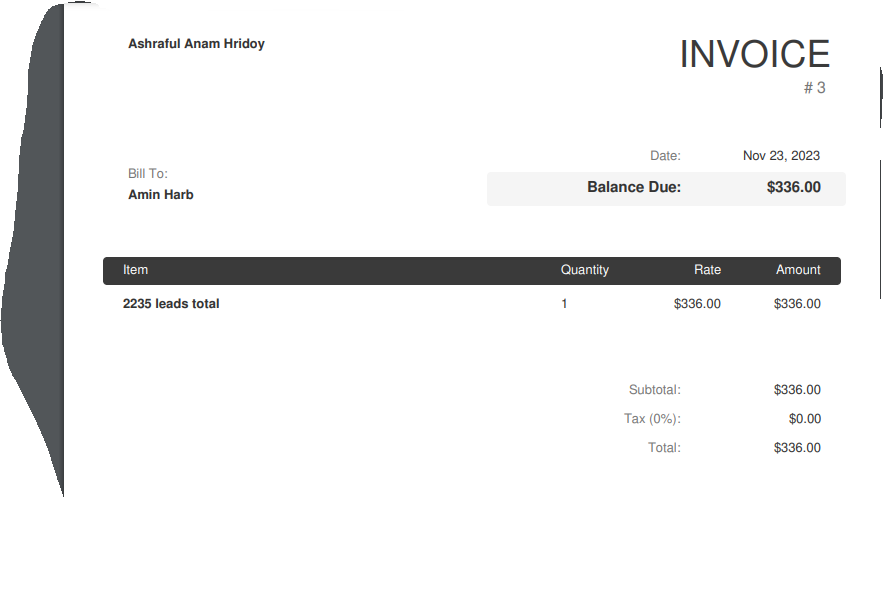 Ashraful Anam Hridoy
INVOICE
# 3
Date: Nov 23, 2023
Bill To:
Balance Due: $336.00
Amin Harb
Item Quantity Rate Amount
2235 leads total 1 $336.00 $336.00
Subtotal: $336.00
Tax (0%): $0.00
Total: $336.00